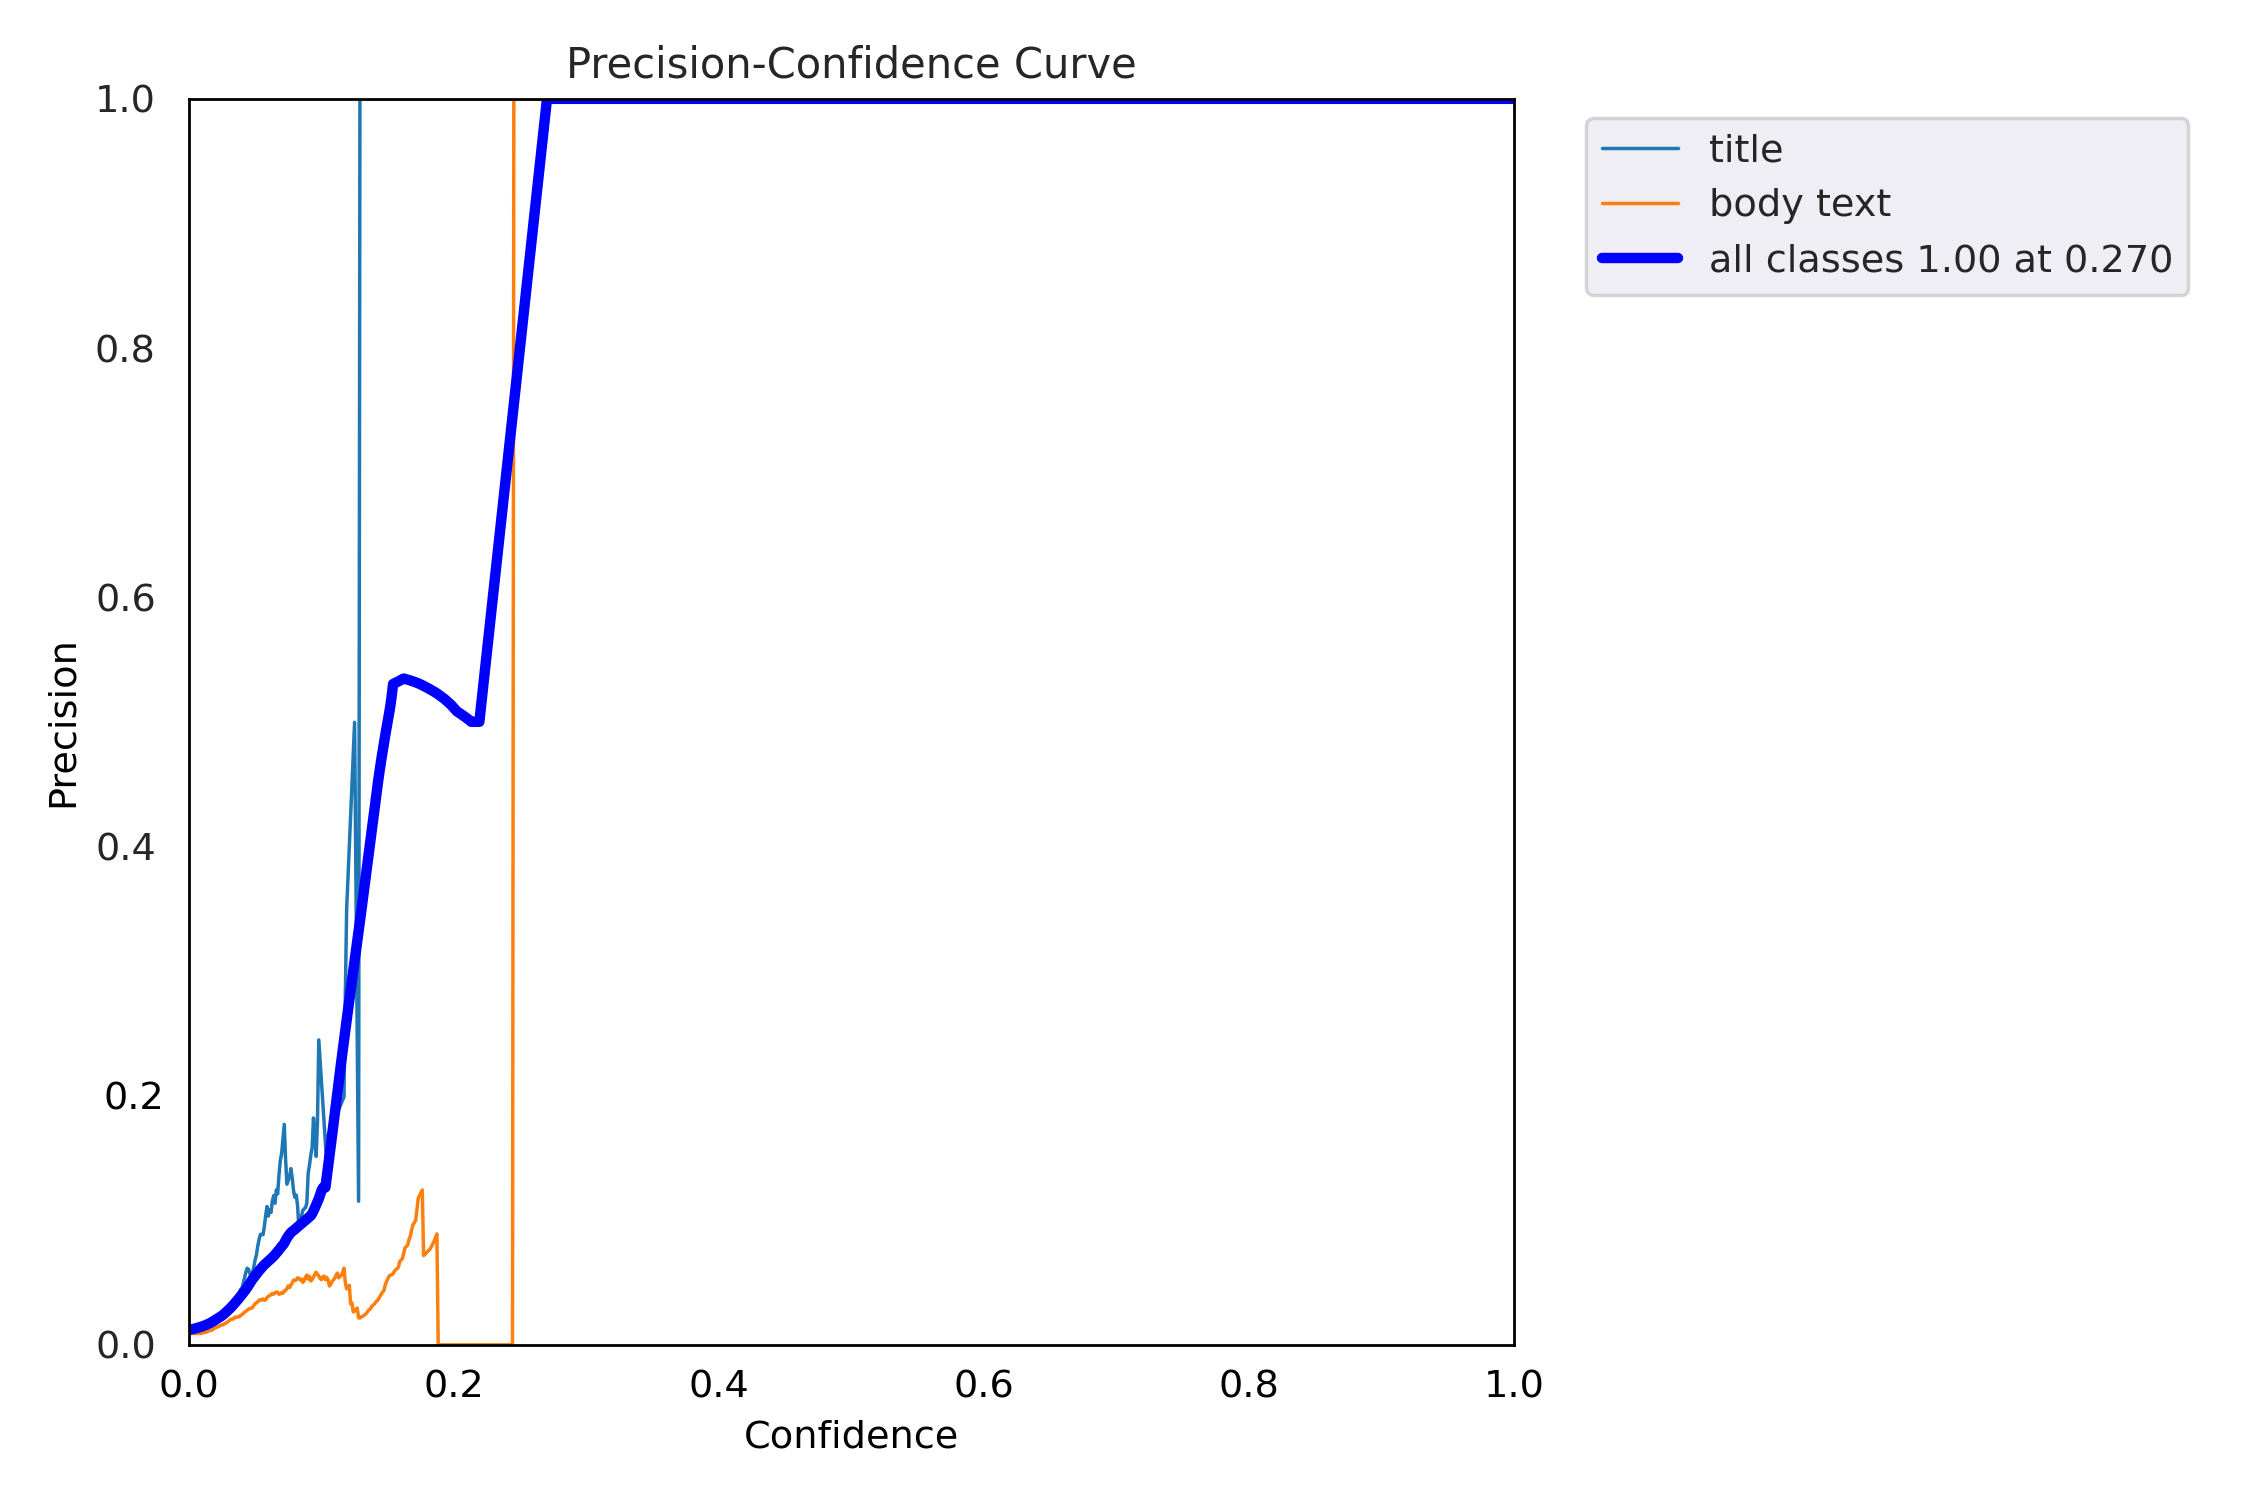 Precision-Confidence Curve
1.0
0.8
0.6
0.4
0.2
0.0
Precision
0.0 0.2 0.4 0.6 0.8 1.0
Confidence
title
body text
all classes 1.00 at 0.270